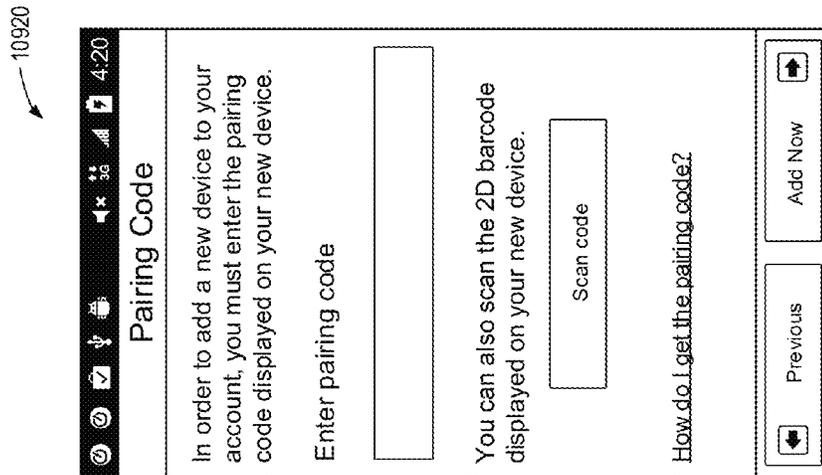 10920
3G 4:20
Pairing Code
In order to add a new device to your
account, you must enter the pairing
code displayed on your new device.
Enter pairing code
You can also scan the 2D barcode
displayed on your new device.
Scan code
How do I get the pairing code?
Previous
Add Now